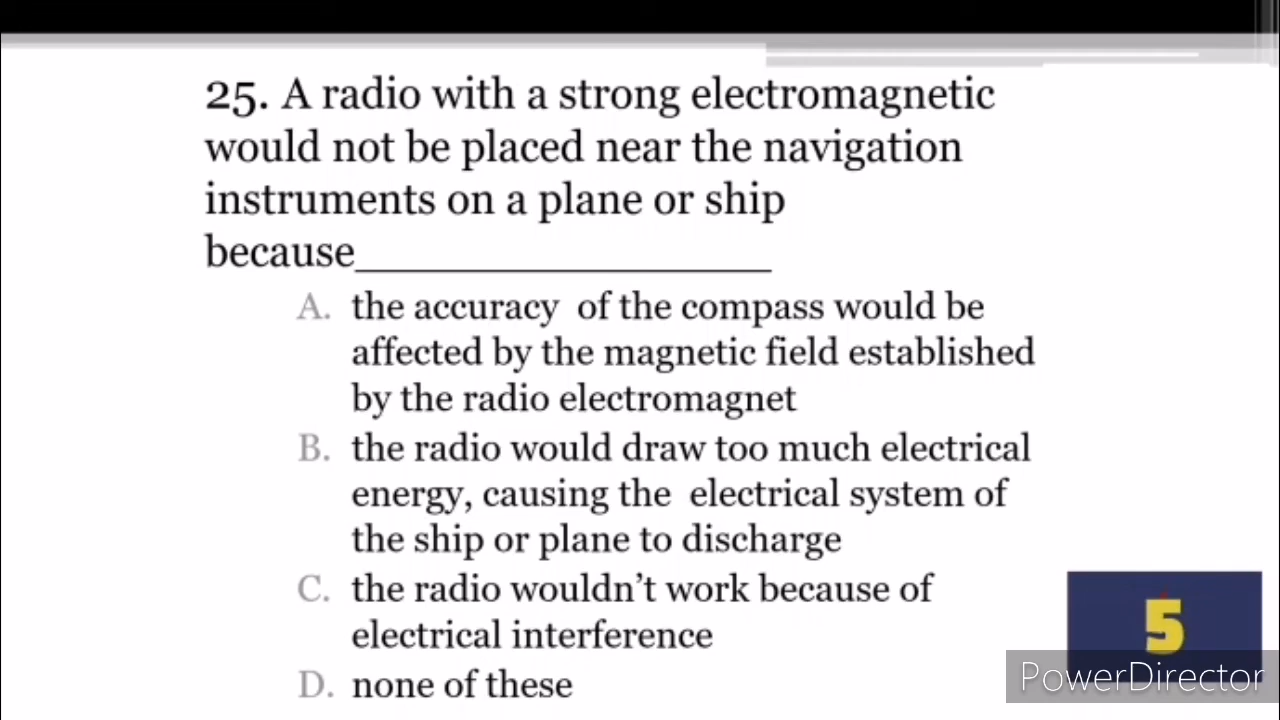 25. A radio with a strong electromagnetic
would not be placed near the navigation
instruments on a plane or ship
because________________
A. the accuracy of the compass would be
affected by the magnetic field established
by the radio electromagnet
B. the radio would draw too much electrical
energy, causing the electrical system of
the ship or plane to discharge
C. the radio wouldn't work because of
electrical interference
D. none of these
5
PowerDirector